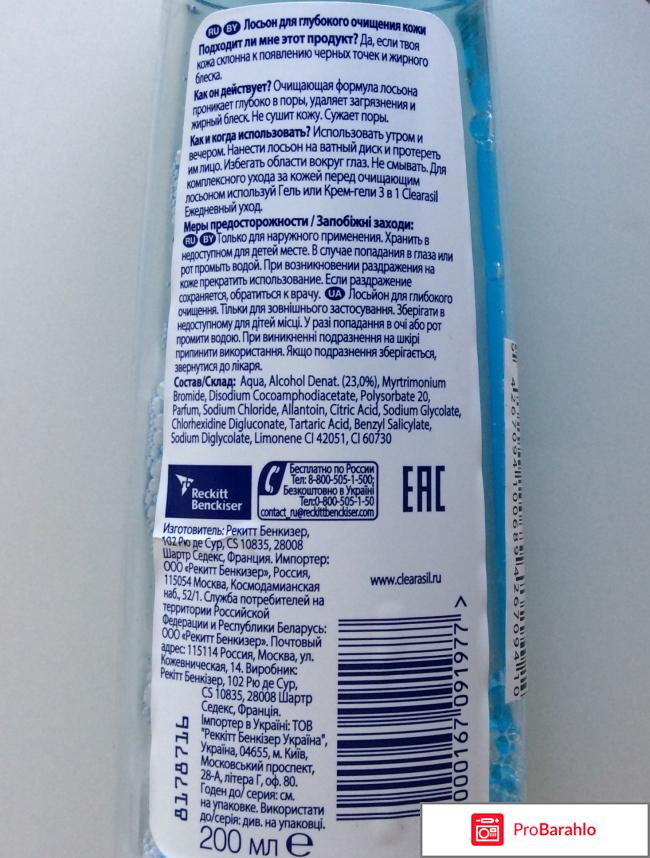 RU BY Лосьон для глубокого очищения кожи
Подходит ли мне этот продукт? Да, если твоя
кожа склонна к появлению черных точек и жирного
блеска.
Как он действует? Очищающая формула лосьона
проникает глубоко в поры, удаляет загрязнения и
жирный блеск. Не сушит кожу. Сужает поры.
Как и когда использовать? Использовать утром и
вечером. Нанести лосьон на ватный диск и протереть
им лицо. Избегать области вокруг глаз. Не смывать. Для
комплексного ухода за кожей перед очищающим
лосьоном используй Гель или Крем-гели 3 в 1 Clearasil
Ежедневный уход.
Меры предосторожности / Запобіжні заходи:
RU BY Только для наружного применения. Хранить в
недоступном для детей месте. В случае попадания в глаза или
рот промыть водой. При возникновении раздражения на
коже прекратить использование. Если раздражение
сохраняется, обратиться к врачу. UA Лосьйон для глибокого
очищення. Тільки для зовнішнього застосування. Зберігати в
недоступному для дітей місці. У разі попадання в очі або рот
промити водою. При виникненні подразнення на шкірі
припинити використання. Якщо подразнення зберігається,
звернутися до лікаря.
Состав/Склад: Aqua, Alcohol Denat. (23,0%), Myrtrimonium
Bromide, Disodium Cocoamphodiacetate, Polysorbate 20,
Parfum, Sodium Chloride, Allantoin, Citric Acid, Sodium Glycolate,
Chlorhexidine Digluconate, Tartaric Acid, Benzyl Salicylate,
Sodium Diglycolate, Limonene CI 42051, CI 60730
Reckitt
Benckiser
Бесплатно по России
Тел: 8-800-505-1-500;
Безкоштовно в Україні
Тел:0-800-505-1-50
contact_ru@reckittbenckiser.com
EAC
Изготовитель: Рекитт Бенкизер,
102 Рю де Сур, CS 10835, 28008
Шартр Седекс, Франция. Импортер:
ООО «Рекитт Бенкизер», Россия,
115054 Москва, Космодамианская
наб., 52/1. Служба потребителей на
территории Российской
Федерации и Республики Беларусь:
ООО «Рекитт Бенкизер». Почтовый
адрес: 115114 Россия, Москва, ул.
Кожевническая, 14. Виробник:
Рекітт Бенкізер, 102 Рю де Сур,
CS 10835, 28008 Шартр
Седекс, Франція.
Імпортер в Україні: ТОВ
"Реккітт Бенкізер Україна",
Україна, 04655, м. Київ,
Московський проспект,
28-А, літера Г, оф. 80.
Годен до/ серия: см.
на упаковке. Використати
до/серія: див. на упаковці.
200 мл e
8178716
www.clearasil.ru
000167 091977 >
ProBarahlo